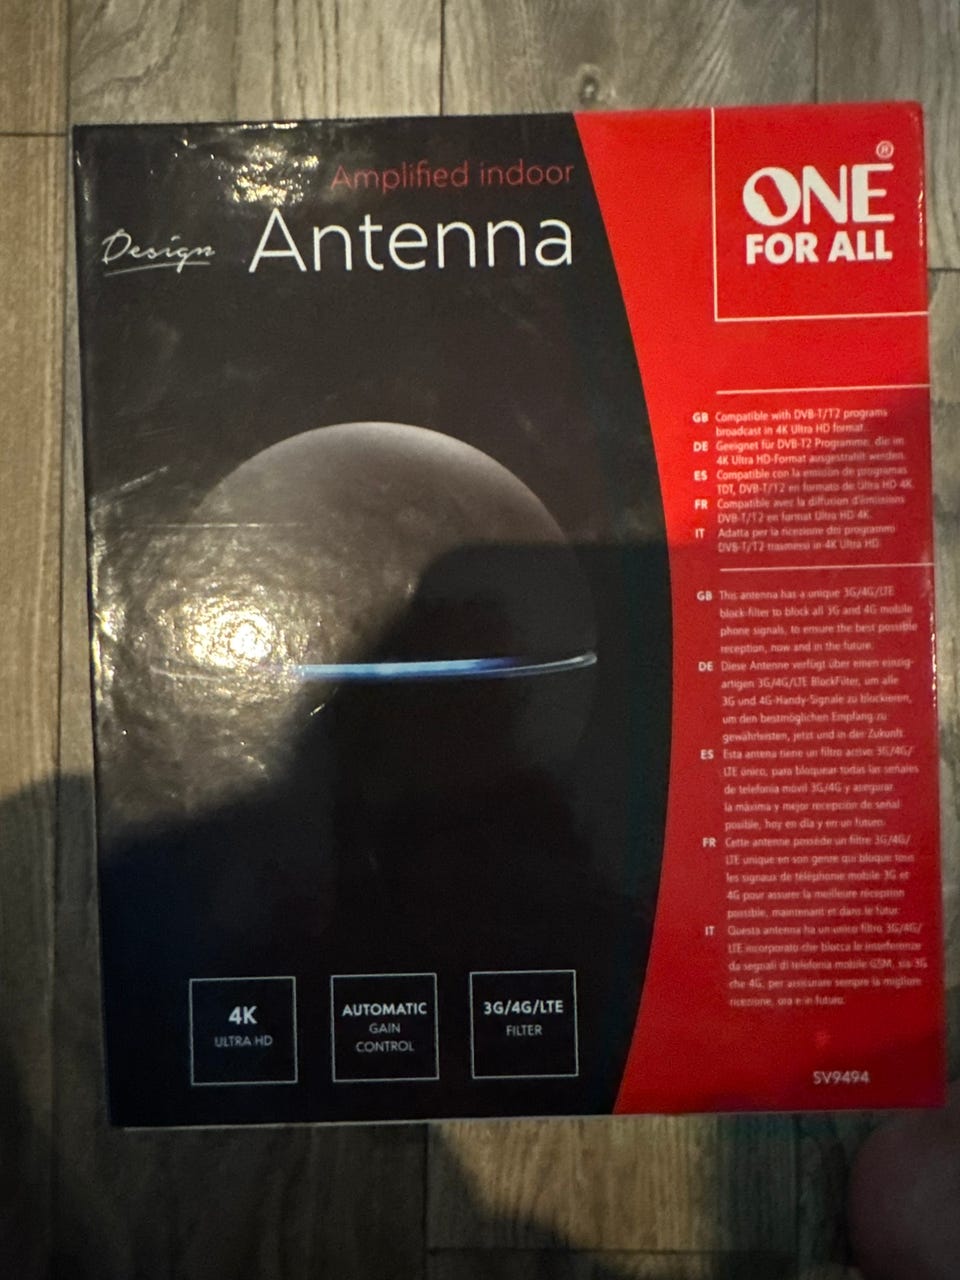 Amplified indoor
Design Antenna
ONE®
FOR ALL
GB Compatible with DVB-T/T2 programs
broadcast in 4K Ultra HD format.
DE Geeignet für DVB-T2 Programme, die im
4K Ultra HD-Format ausgestrahlt werden.
ES Compatible con la emisión de programas
TDT, DVB-T/T2 en formato de Ultra HD 4K.
FR Compatible avec la diffusion d'émissions
DVB-T/T2 en format Ultra HD 4K.
IT Adatta per la ricezione dei programmi
DVB-T/T2 trasmessi in 4K Ultra HD.
GB This antenna has a unique 3G/4G/LTE
block-filter to block all 3G and 4G mobile
phone signals, to ensure the best possible
reception, now and in the future.
DE Diese Antenne verfügt über einen einzig-
artigen 3G/4G/LTE BlockFilter, um alle
3G und 4G-Handy-Signale zu blockieren,
um den bestmöglichen Empfang zu
gewährleisten, jetzt und in der Zukunft.
ES Esta antena tiene un filtro activo 3G/4G/
LTE único, para bloquear todas las señales
de telefonía móvil 3G/4G y asegurar
la máxima y mejor recepción de señal
posible, hoy en día y en un futuro.
FR Cette antenne possède un filtre 3G/4G/
LTE unique en son genre qui bloque tous
les signaux de téléphonie mobile 3G et
4G pour assurer la meilleure réception
possible, maintenant et dans le futur.
IT Questa antenna ha un unico filtro 3G/4G/
LTE incorporato che blocca le interferenze
da segnali di telefonia mobile GSM, sia 3G
che 4G, per assicurare sempre la migliore
ricezione, ora e in futuro.
4K
ULTRA HD
AUTOMATIC
GAIN
CONTROL
3G/4G/LTE
FILTER
SV9494